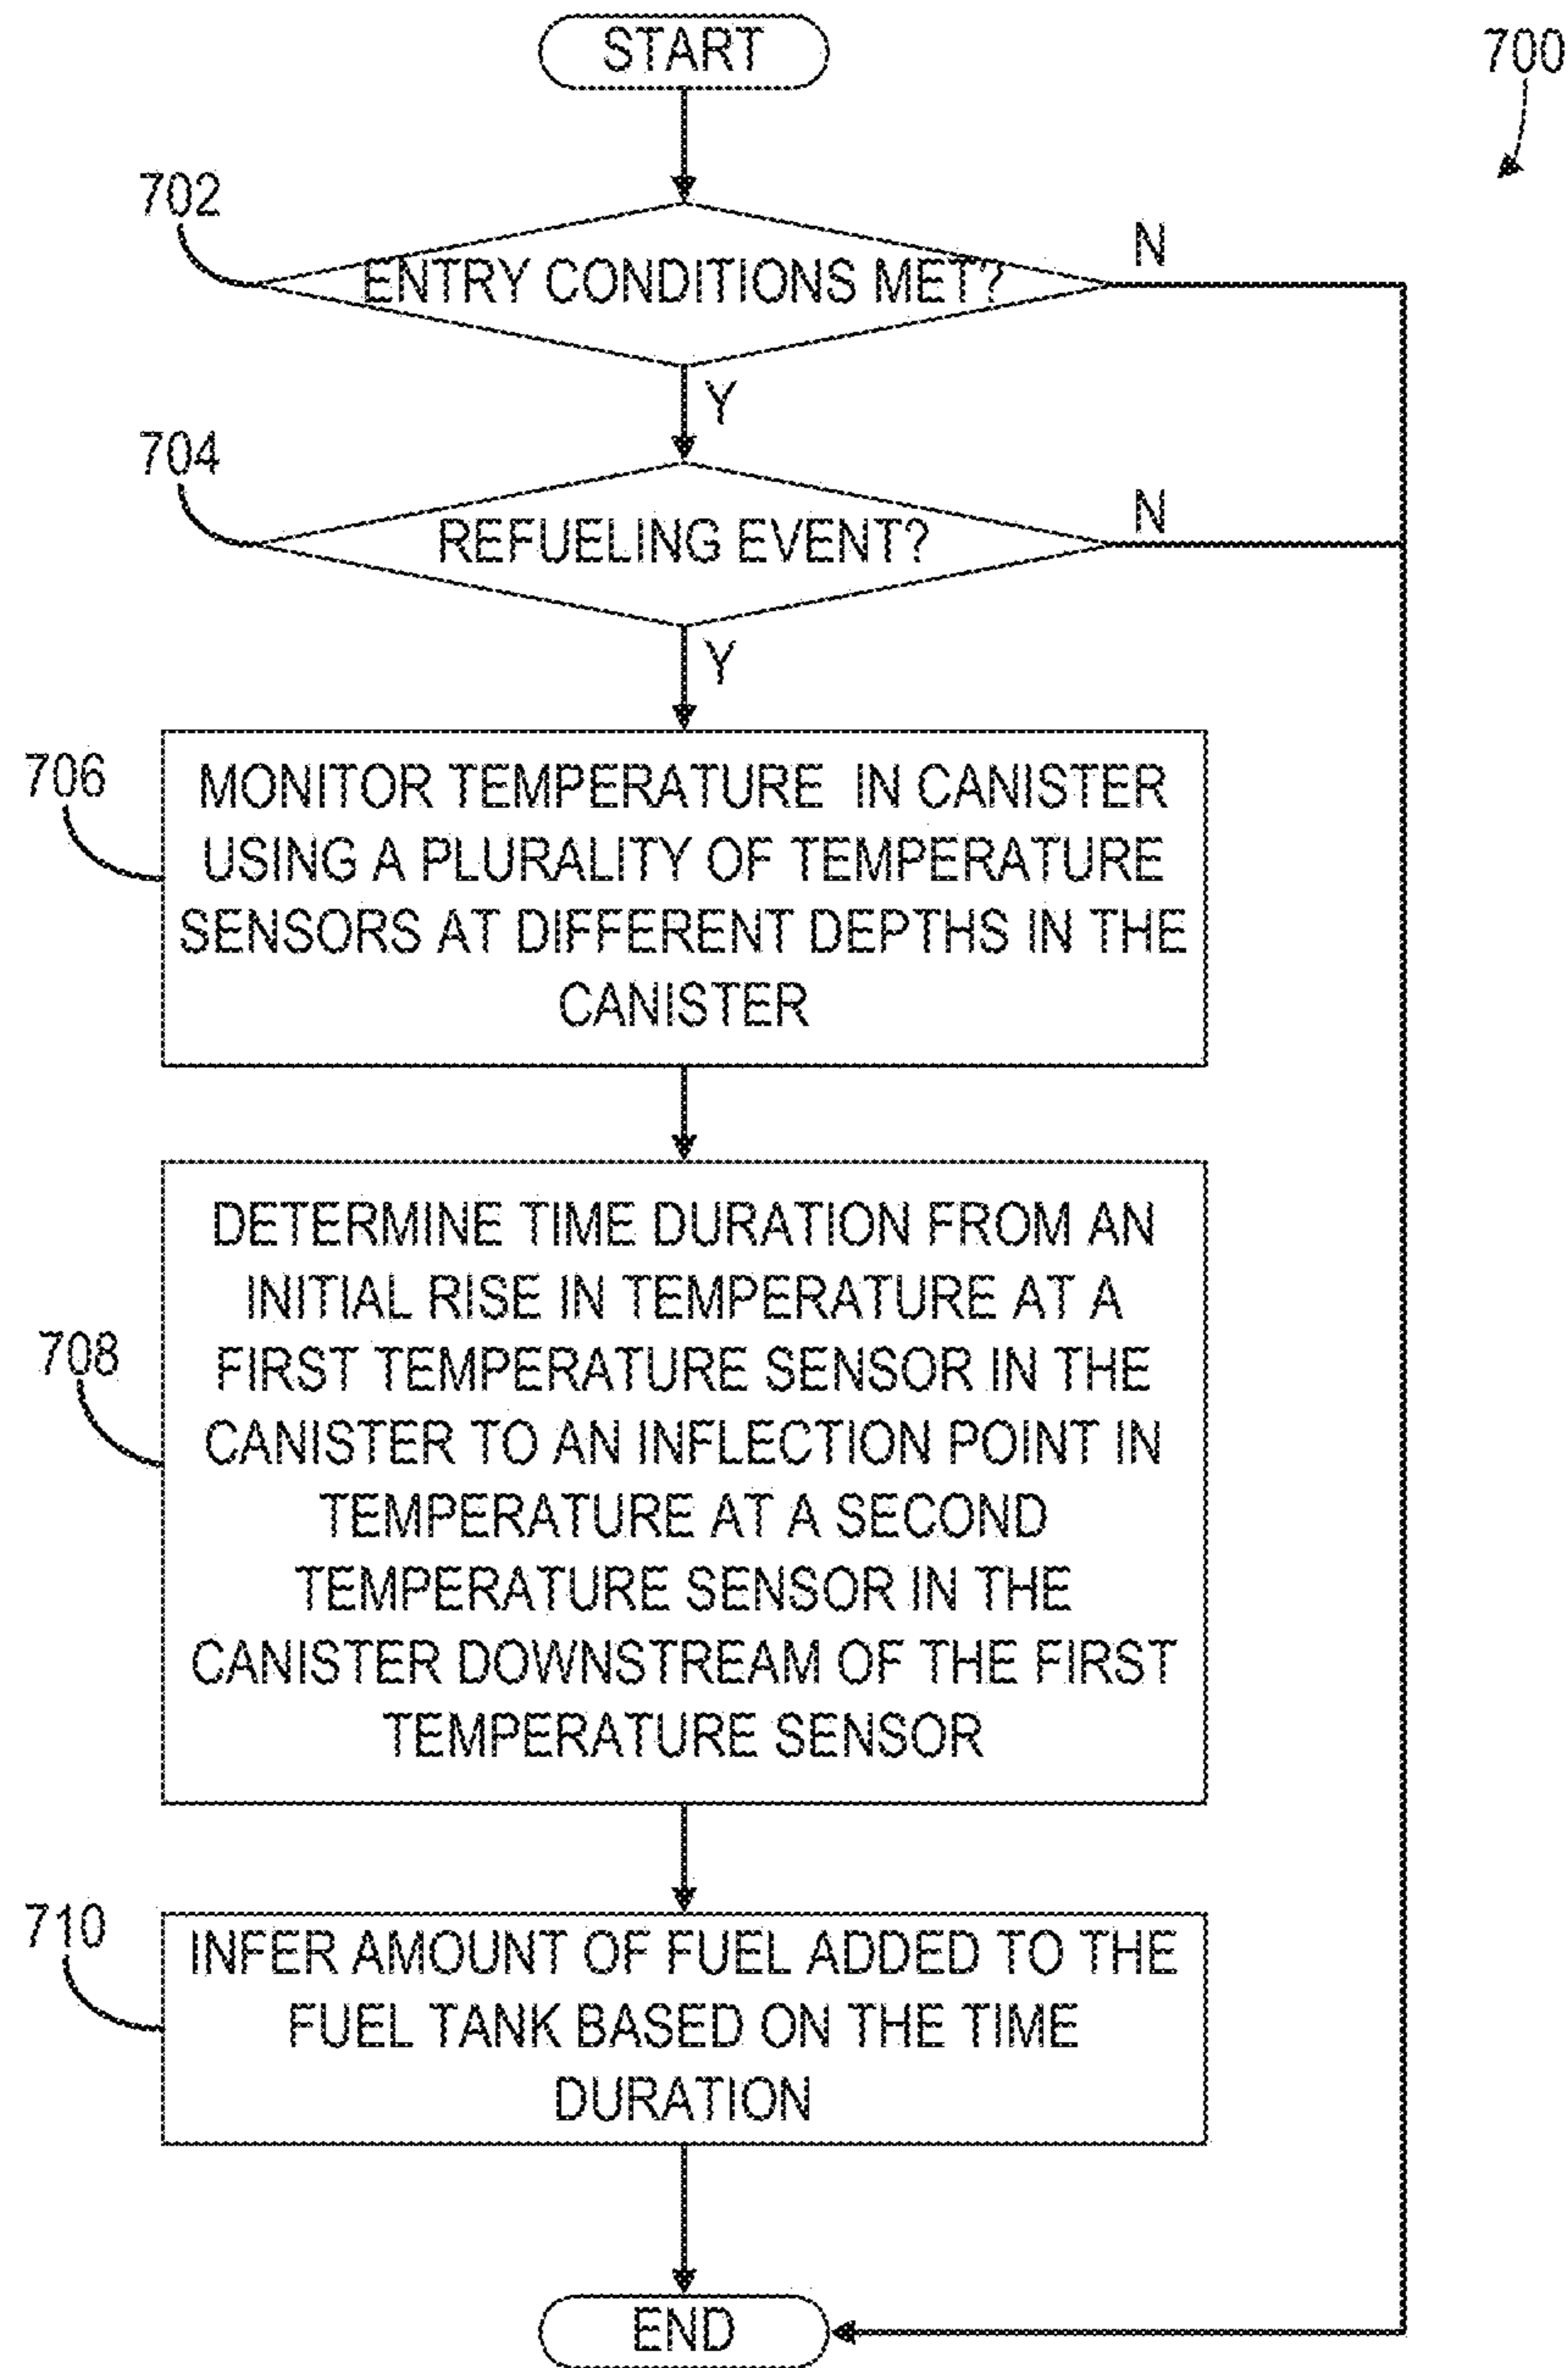 START
700
702
ENTRY CONDITIONS MET?
N
Y
704
REFUELING EVENT?
N
Y
706
MONITOR TEMPERATURE IN CANISTER
USING A PLURALITY OF TEMPERATURE
SENSORS AT DIFFERENT DEPTHS IN THE
CANISTER
708
DETERMINE TIME DURATION FROM AN
INITIAL RISE IN TEMPERATURE AT A
FIRST TEMPERATURE SENSOR IN THE
CANISTER TO AN INFLECTION POINT IN
TEMPERATURE AT A SECOND
TEMPERATURE SENSOR IN THE
CANISTER DOWNSTREAM OF THE FIRST
TEMPERATURE SENSOR
710
INFER AMOUNT OF FUEL ADDED TO THE
FUEL TANK BASED ON THE TIME
DURATION
END